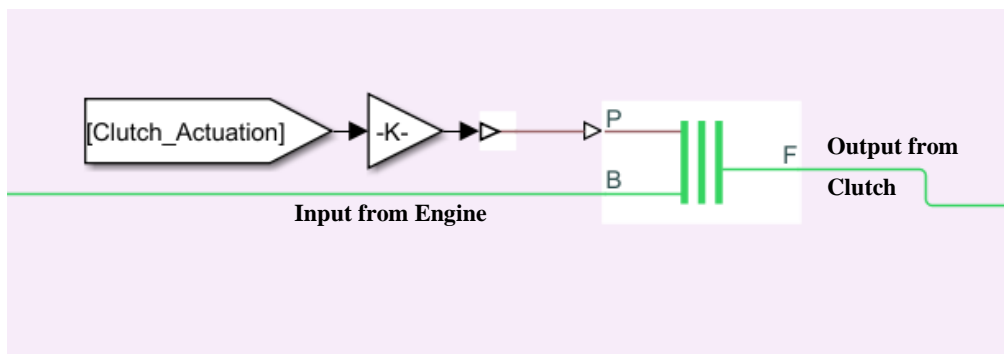 [Clutch_Actuation]
-K-
P
B
F
Output from
Clutch
Input from Engine